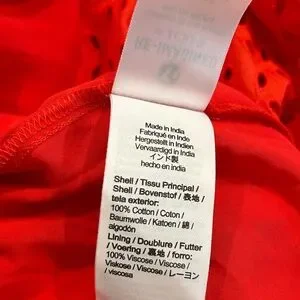 Made in India
Fabriqué en Inde
Hergestellt in Indien
Vervaardigd in India
インド製
hecho en India
Shell / Tissu Principal /
Shell / Bovenstof / 表地 /
tela exterior:
100% Cotton / Coton /
Baumwolle / Katoen / 綿 /
algodón
Lining / Doublure / Futter
/ Voering / 裏地 / forro:
100% Viscose / Viscose /
Viskose / Viscose / レーヨン
/ viscosa